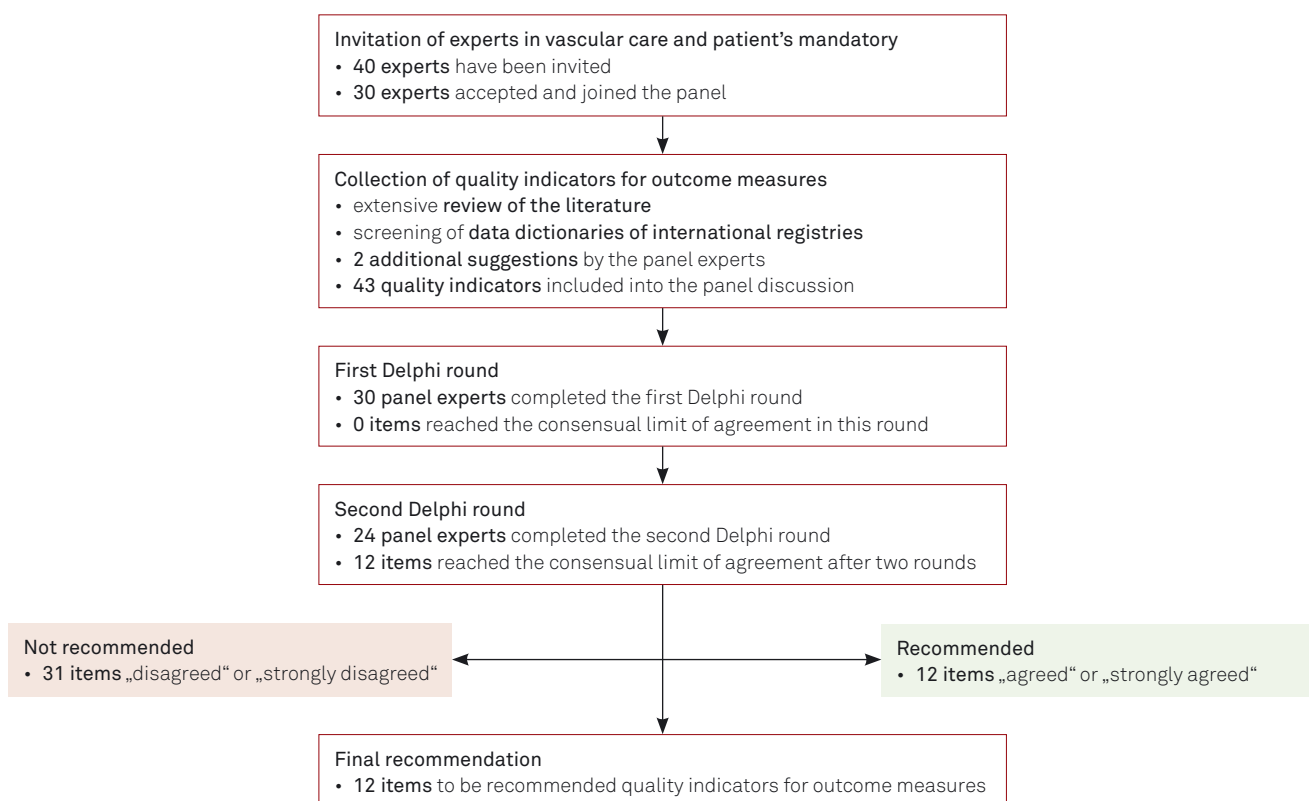 Invitation of experts in vascular care and patient's mandatory
• 40 experts have been invited
• 30 experts accepted and joined the panel
Collection of quality indicators for outcome measures
• extensive review of the literature
• screening of data dictionaries of international registries
• 2 additional suggestions by the panel experts
• 43 quality indicators included into the panel discussion
First Delphi round
• 30 panel experts completed the first Delphi round
• 0 items reached the consensual limit of agreement in this round
Second Delphi round
• 24 panel experts completed the second Delphi round
• 12 items reached the consensual limit of agreement after two rounds
Not recommended
• 31 items „disagreed“ or „strongly disagreed“
Recommended
• 12 items „agreed“ or „strongly agreed“
Final recommendation
• 12 items to be recommended quality indicators for outcome measures